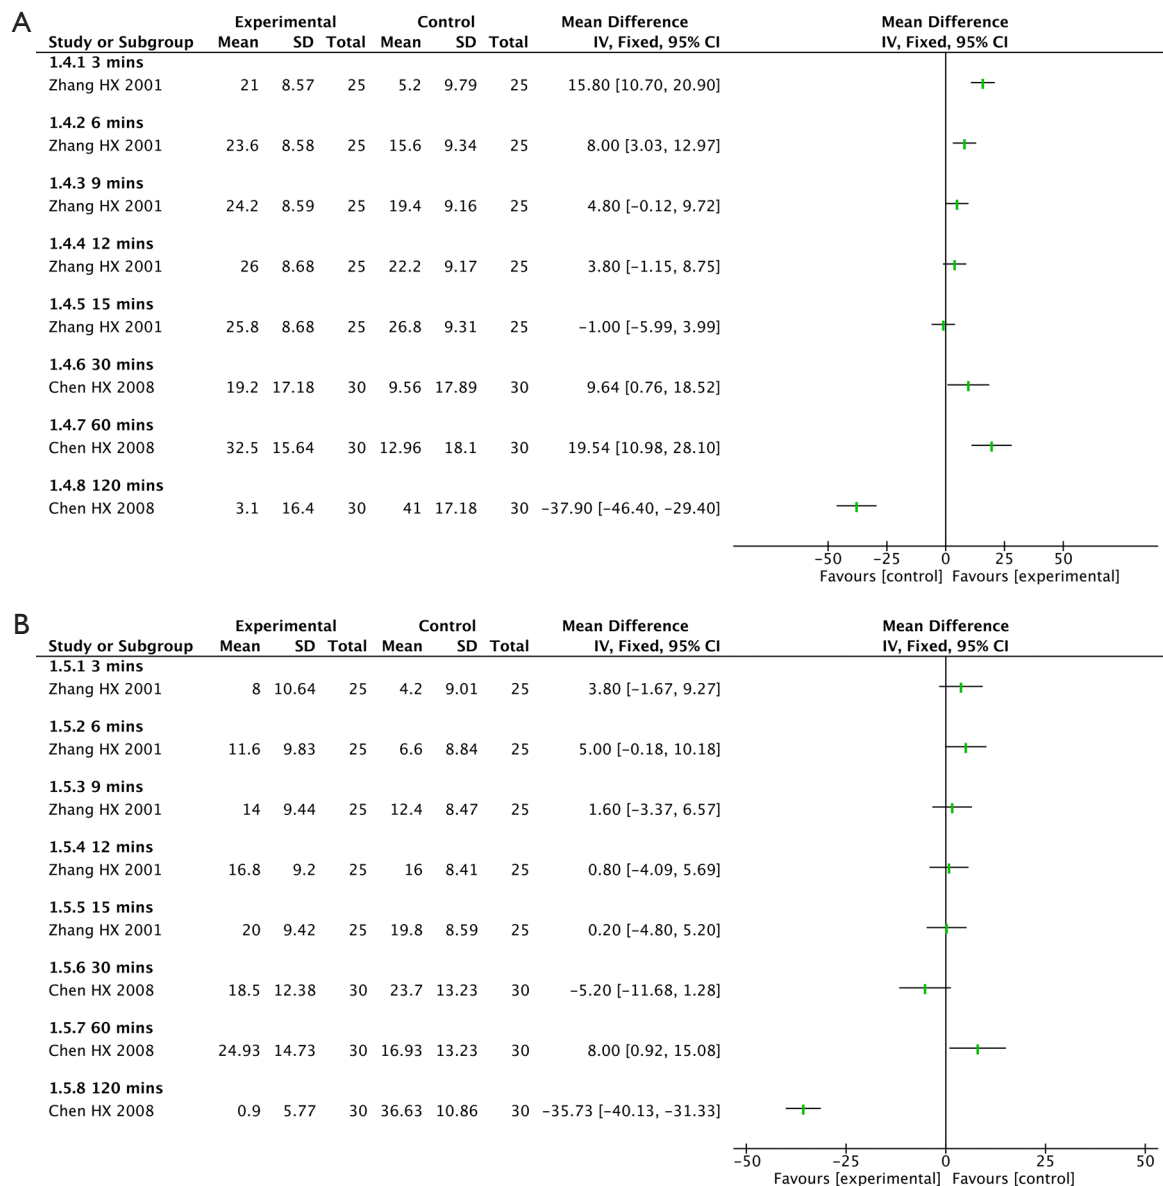 A
Experimental Control Mean Difference Mean Difference
Study or Subgroup Mean SD Total Mean SD Total IV, Fixed, 95% CI IV, Fixed, 95% CI
1.4.1 3 mins
Zhang HX 2001 21 8.57 25 5.2 9.79 25 15.80 [10.70, 20.90]
1.4.2 6 mins
Zhang HX 2001 23.6 8.58 25 15.6 9.34 25 8.00 [3.03, 12.97]
1.4.3 9 mins
Zhang HX 2001 24.2 8.59 25 19.4 9.16 25 4.80 [−0.12, 9.72]
1.4.4 12 mins
Zhang HX 2001 26 8.68 25 22.2 9.17 25 3.80 [−1.15, 8.75]
1.4.5 15 mins
Zhang HX 2001 25.8 8.68 25 26.8 9.31 25 −1.00 [−5.99, 3.99]
1.4.6 30 mins
Chen HX 2008 19.2 17.18 30 9.56 17.89 30 9.64 [0.76, 18.52]
1.4.7 60 mins
Chen HX 2008 32.5 15.64 30 12.96 18.1 30 19.54 [10.98, 28.10]
1.4.8 120 mins
Chen HX 2008 3.1 16.4 30 41 17.18 30 −37.90 [−46.40, −29.40]
−50 −25 0 25 50
Favours [control] Favours [experimental]
B
Experimental Control Mean Difference Mean Difference
Study or Subgroup Mean SD Total Mean SD Total IV, Fixed, 95% CI IV, Fixed, 95% CI
1.5.1 3 mins
Zhang HX 2001 8 10.64 25 4.2 9.01 25 3.80 [−1.67, 9.27]
1.5.2 6 mins
Zhang HX 2001 11.6 9.83 25 6.6 8.84 25 5.00 [−0.18, 10.18]
1.5.3 9 mins
Zhang HX 2001 14 9.44 25 12.4 8.47 25 1.60 [−3.37, 6.57]
1.5.4 12 mins
Zhang HX 2001 16.8 9.2 25 16 8.41 25 0.80 [−4.09, 5.69]
1.5.5 15 mins
Zhang HX 2001 20 9.42 25 19.8 8.59 25 0.20 [−4.80, 5.20]
1.5.6 30 mins
Chen HX 2008 18.5 12.38 30 23.7 13.23 30 −5.20 [−11.68, 1.28]
1.5.7 60 mins
Chen HX 2008 24.93 14.73 30 16.93 13.23 30 8.00 [0.92, 15.08]
1.5.8 120 mins
Chen HX 2008 0.9 5.77 30 36.63 10.86 30 −35.73 [−40.13, −31.33]
−50 −25 0 25 50
Favours [experimental] Favours [control]